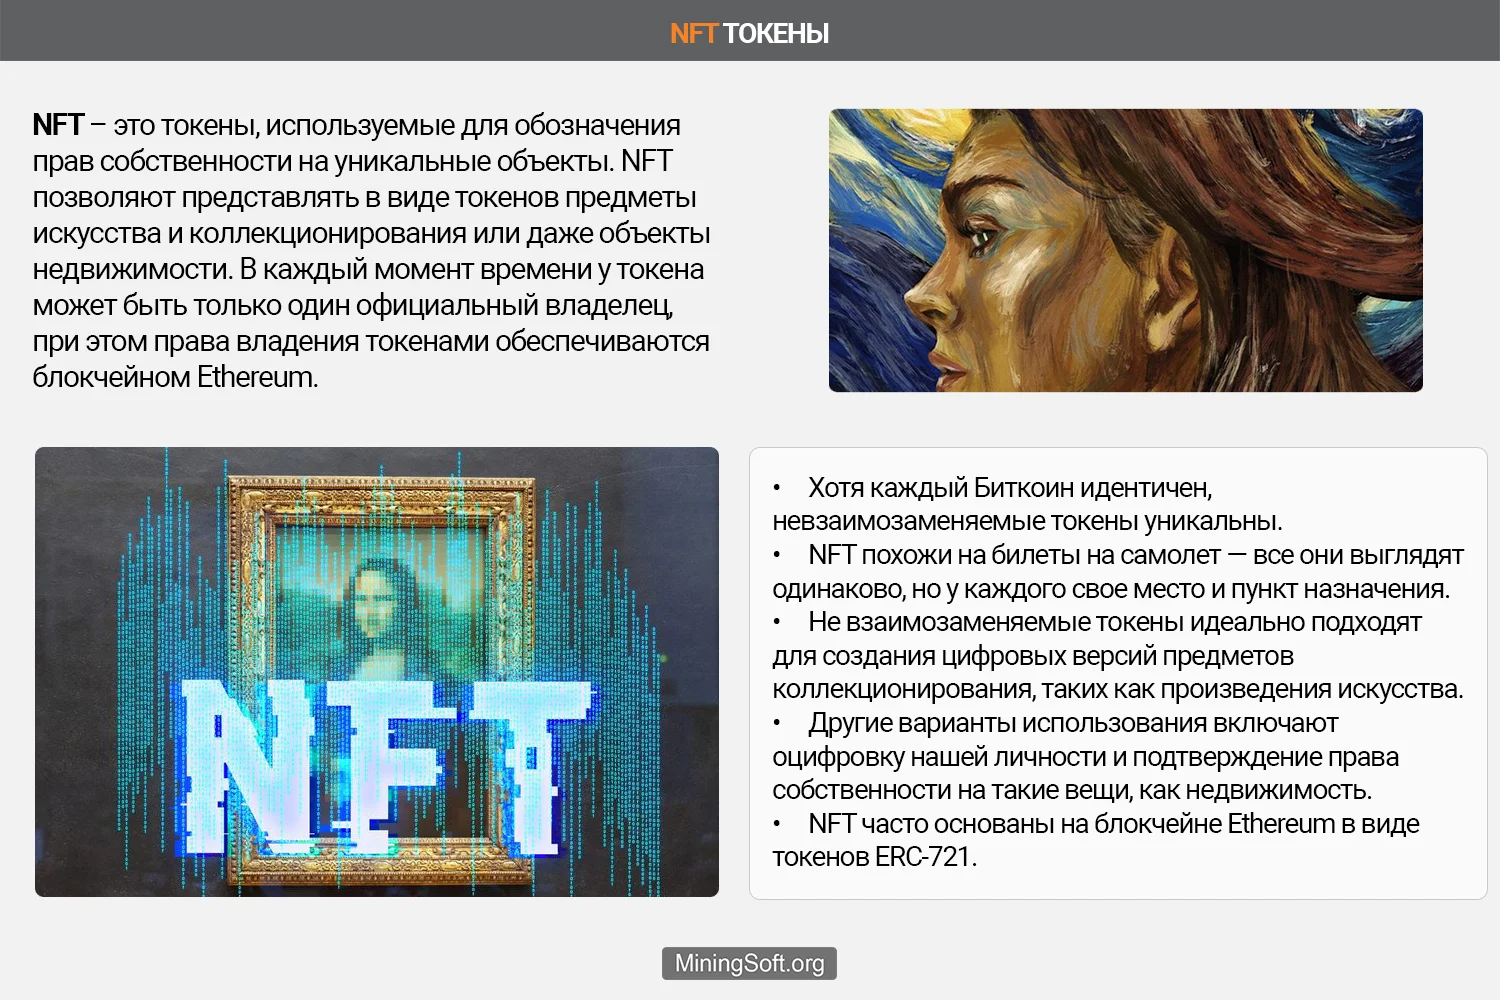 NFT ТОКЕНЫ
NFT – это токены, используемые для обозначения
прав собственности на уникальные объекты. NFT
позволяют представлять в виде токенов предметы
искусства и коллекционирования или даже объекты
недвижимости. В каждый момент времени у токена
может быть только один официальный владелец,
при этом права владения токенами обеспечиваются
блокчейном Ethereum.
NFT
• Хотя каждый Биткоин идентичен,
невзаимозаменяемые токены уникальны.
• NFT похожи на билеты на самолет — все они выглядят
одинаково, но у каждого свое место и пункт назначения.
• Не взаимозаменяемые токены идеально подходят
для создания цифровых версий предметов
коллекционирования, таких как произведения искусства.
• Другие варианты использования включают
оцифровку нашей личности и подтверждение права
собственности на такие вещи, как недвижимость.
• NFT часто основаны на блокчейне Ethereum в виде
токенов ERC-721.
MiningSoft.org